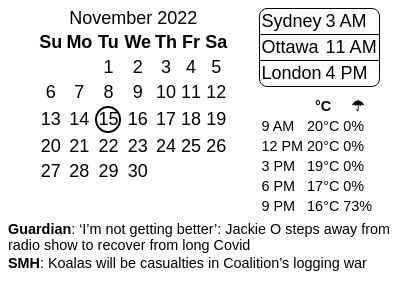 November 2022
Su Mo Tu We Th Fr Sa
1 2 3 4 5
6 7 8 9 10 11 12
13 14 15 16 17 18 19
20 21 22 23 24 25 26
27 28 29 30
Sydney 3 AM
Ottawa 11 AM
London 4 PM
°C ☂
9 AM 20°C 0%
12 PM 20°C 0%
3 PM 19°C 0%
6 PM 17°C 0%
9 PM 16°C 73%
Guardian: ‘I’m not getting better’: Jackie O steps away from
radio show to recover from long Covid
SMH: Koalas will be casualties in Coalition’s logging war